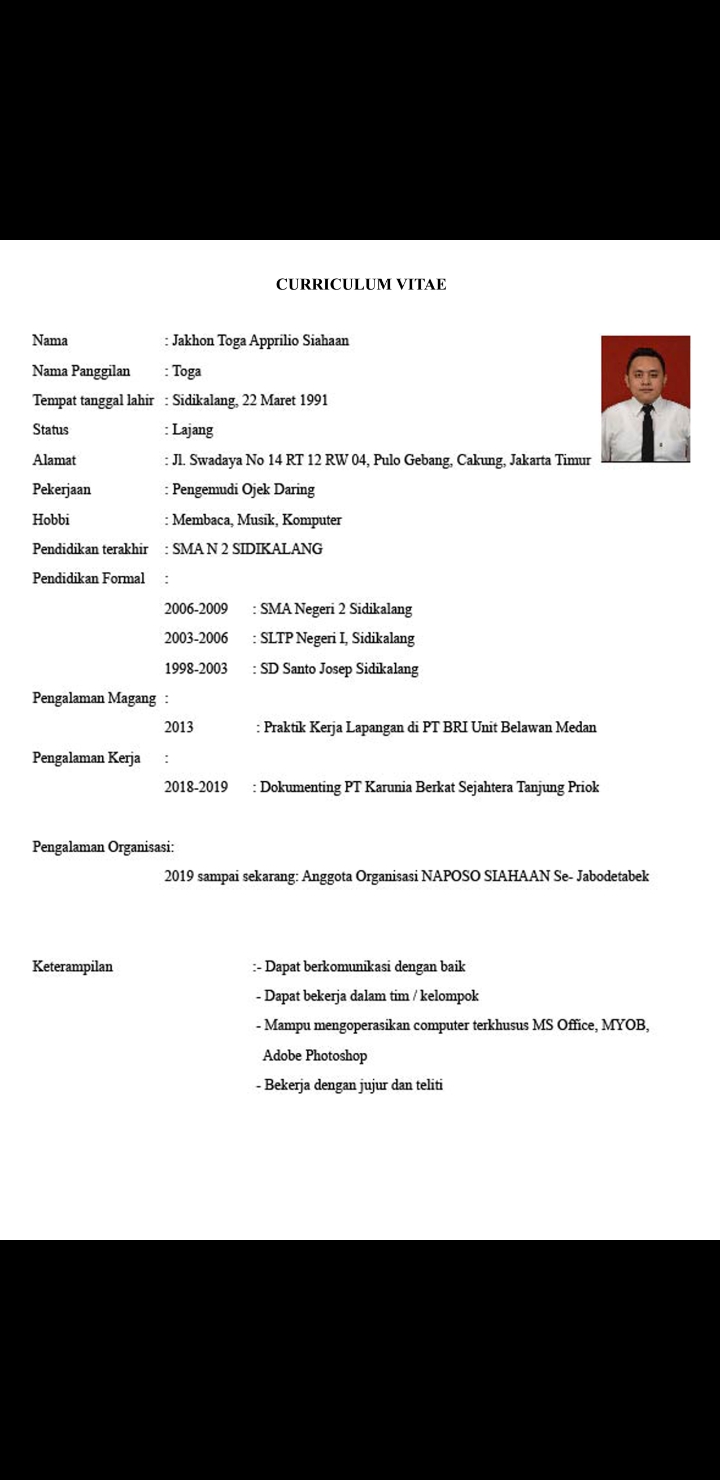 CURRICULUM VITAE
Nama : Jakhon Toga Apprilio Siahaan
Nama Panggilan : Toga
Tempat tanggal lahir : Sidikalang, 22 Maret 1991
Status : Lajang
Alamat : Jl. Swadaya No 14 RT 12 RW 04, Pulo Gebang, Cakung, Jakarta Timur
Pekerjaan : Pengemudi Ojek Daring
Hobbi : Membaca, Musik, Komputer
Pendidikan terakhir : SMA N 2 SIDIKALANG
Pendidikan Formal :
2006-2009 : SMA Negeri 2 Sidikalang
2003-2006 : SLTP Negeri I, Sidikalang
1998-2003 : SD Santo Josep Sidikalang
Pengalaman Magang :
2013 : Praktik Kerja Lapangan di PT BRI Unit Belawan Medan
Pengalaman Kerja :
2018-2019 : Dokumenting PT Karunia Berkat Sejahtera Tanjung Priok
Pengalaman Organisasi:
2019 sampai sekarang: Anggota Organisasi NAPOSO SIAHAAN Se- Jabodetabek
Keterampilan :- Dapat berkomunikasi dengan baik
- Dapat bekerja dalam tim / kelompok
- Mampu mengoperasikan computer terkhusus MS Office, MYOB,
Adobe Photoshop
- Bekerja dengan jujur dan teliti